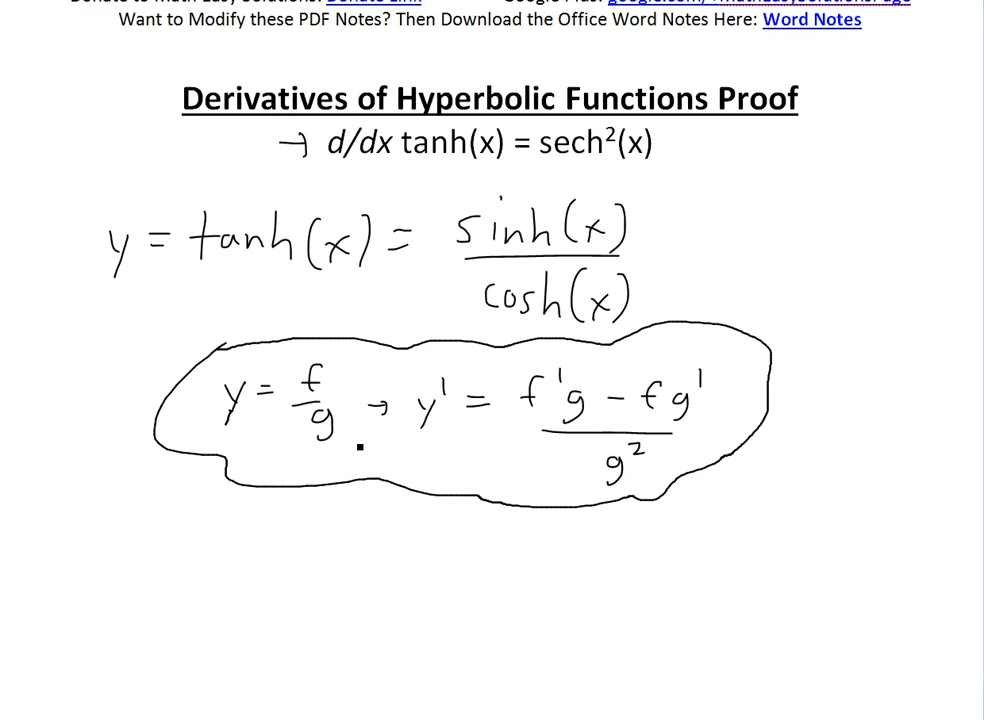 Want to Modify these PDF Notes? Then Download the Office Word Notes Here: Word Notes
Derivatives of Hyperbolic Functions Proof
→ d/dx tanh(x) = sech²(x)
y = tanh(x) = sinh(x)/cosh(x)
y = f/g → y' = (f'g - fg')/g²